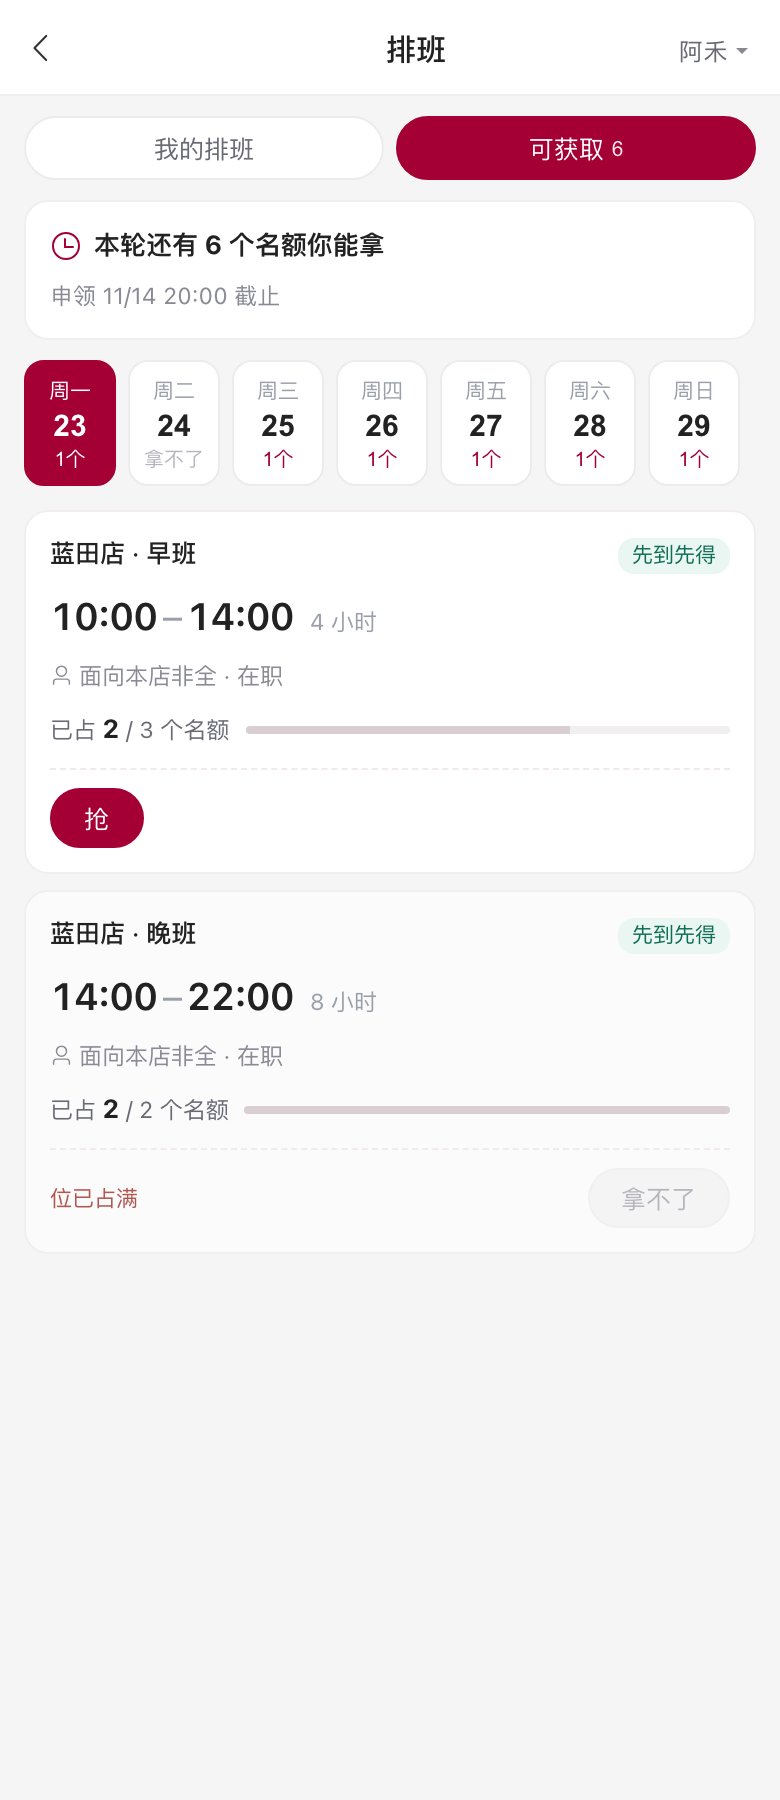 排班
阿禾
我的排班
可获取 6
本轮还有 6 个名额你能拿
申领 11/14 20:00 截止
周一 周二 周三 周四 周五 周六 周日
23 24 25 26 27 28 29
1个 拿不了 1个 1个 1个 1个 1个
蓝田店 · 早班
先到先得
10:00 – 14:00 4 小时
面向本店非全 · 在职
已占 2 / 3 个名额
抢
蓝田店 · 晚班
先到先得
14:00 – 22:00 8 小时
面向本店非全 · 在职
已占 2 / 2 个名额
位已占满
拿不了